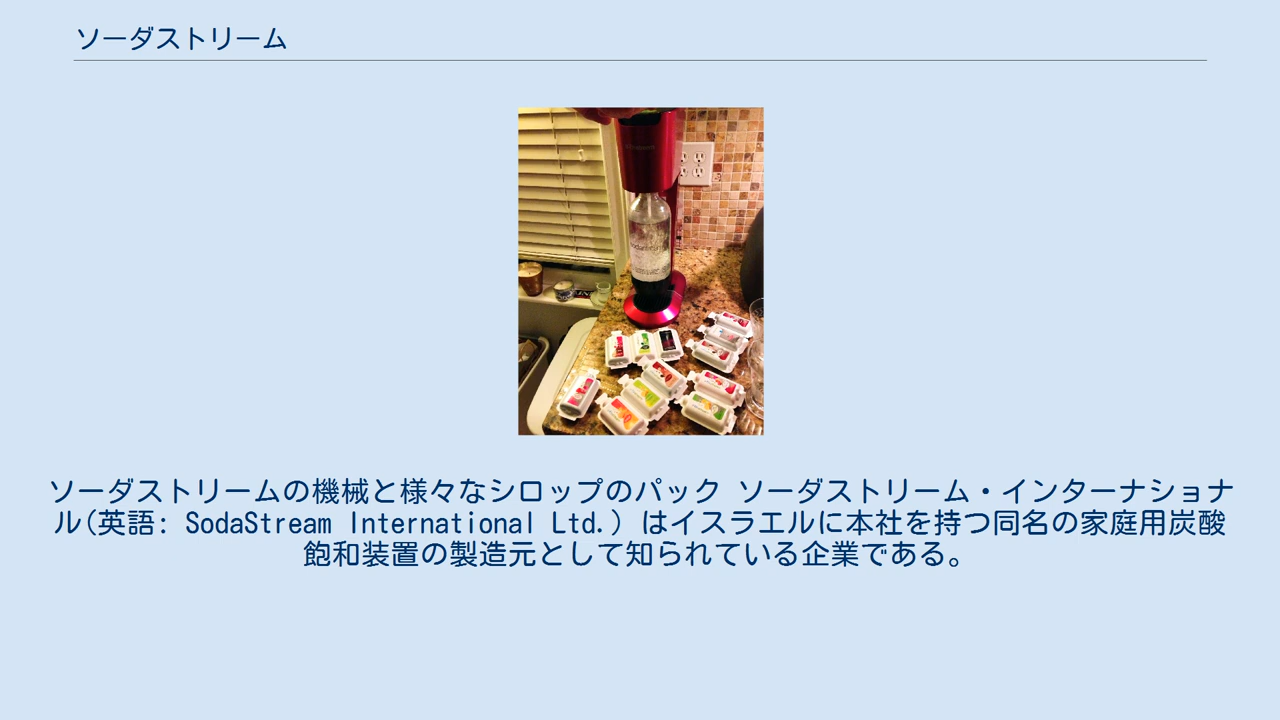 ソーダストリーム
ソーダストリームの機械と様々なシロップのパック ソーダストリーム・インターナショナ
ル(英語: SodaStream International Ltd.) はイスラエルに本社を持つ同名の家庭用炭酸
飽和装置の製造元として知られている企業である。